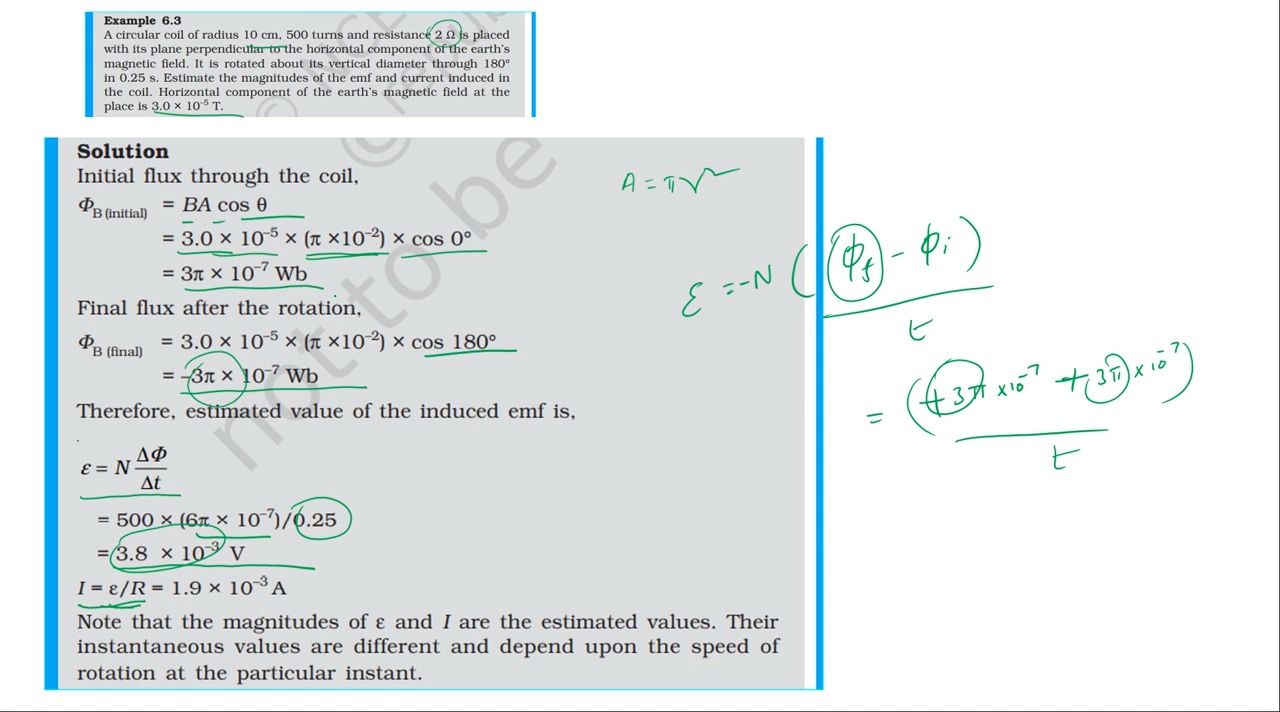 Example 6.3
A circular coil of radius 10 cm, 500 turns and resistance 2 Ω is placed
with its plane perpendicular to the horizontal component of the earth's
magnetic field. It is rotated about its vertical diameter through 180°
in 0.25 s. Estimate the magnitudes of the emf and current induced in
the coil. Horizontal component of the earth's magnetic field at the
place is 3.0 × 10⁻⁵ T.
Solution
Initial flux through the coil,
Φ_B (initial) = BA cos θ
= 3.0 × 10⁻⁵ × (π ×10⁻²) × cos 0°
= 3π × 10⁻⁷ Wb
Final flux after the rotation,
Φ_B (final) = 3.0 × 10⁻⁵ × (π ×10⁻²) × cos 180°
= −3π × 10⁻⁷ Wb
Therefore, estimated value of the induced emf is,
ε = N ΔΦ/Δt
= 500 × (6π × 10⁻⁷)/0.25
= 3.8 × 10⁻³ V
I = ε/R = 1.9 × 10⁻³ A
Note that the magnitudes of ε and I are the estimated values. Their
instantaneous values are different and depend upon the speed of
rotation at the particular instant.
not to be
A = π
ε = -N (ϕf - ϕi)
t
= (+3π × 10⁻⁷ + 3π × 10⁻⁷)
t